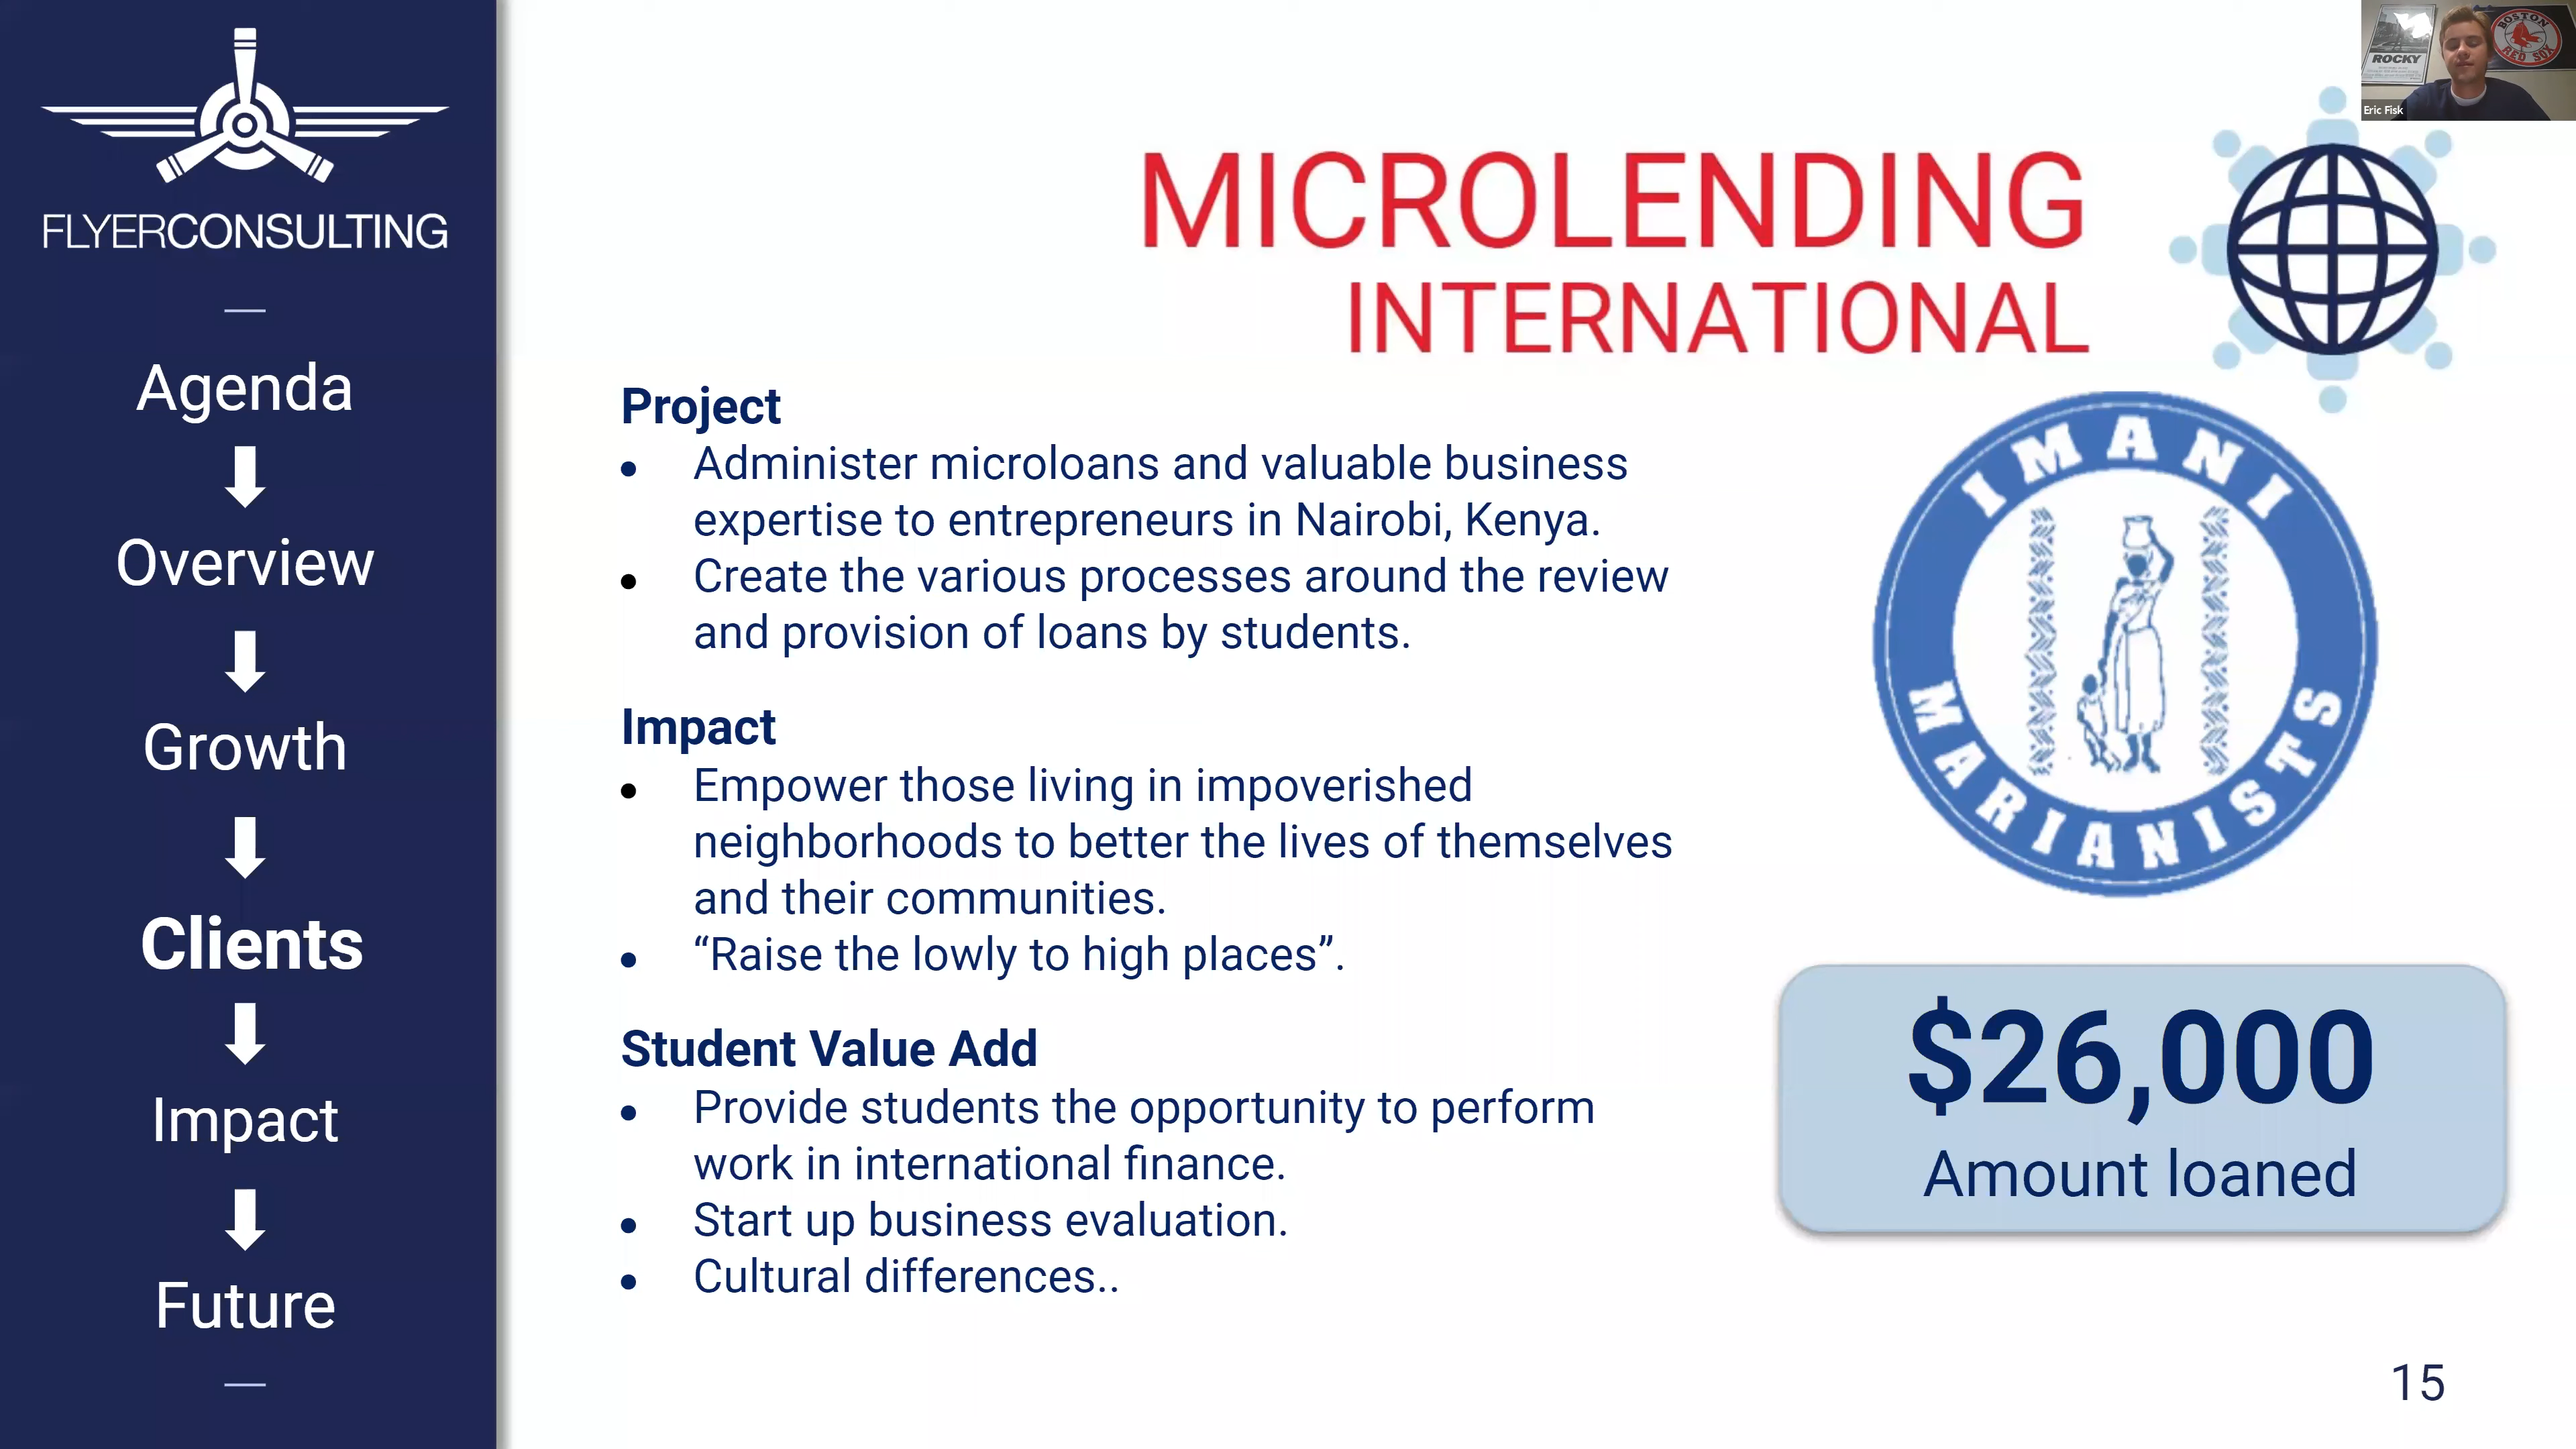 FLYERCONSULTING
Agenda
Overview
Growth
Clients
Impact
Future
MICROLENDING
INTERNATIONAL
ROCKY
BOSTON
RED SOX
Eric Fisk
Project
• Administer microloans and valuable business
expertise to entrepreneurs in Nairobi, Kenya.
• Create the various processes around the review
and provision of loans by students.
Impact
• Empower those living in impoverished
neighborhoods to better the lives of themselves
and their communities.
• “Raise the lowly to high places”.
Student Value Add
• Provide students the opportunity to perform
work in international finance.
• Start up business evaluation.
• Cultural differences..
IMANI
MARIANISTS
$26,000
Amount loaned
15